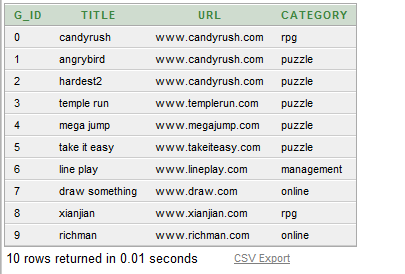 G_ID TITLE URL CATEGORY
0 candyrush www.candyrush.com rpg
1 angrybird www.candyrush.com puzzle
2 hardest2 www.candyrush.com puzzle
3 temple run www.templerun.com puzzle
4 mega jump www.megajump.com puzzle
5 take it easy www.takeiteasy.com puzzle
6 line play www.lineplay.com management
7 draw something www.draw.com online
8 xianjian www.xianjian.com rpg
9 richman www.richman.com online
10 rows returned in 0.01 seconds CSV Export